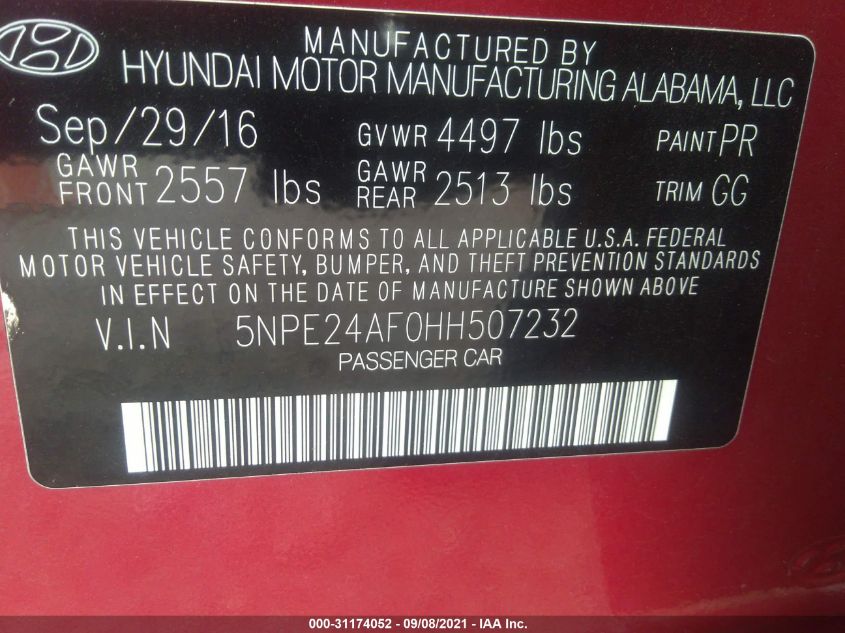 MANUFACTURED BY
HYUNDAI MOTOR MANUFACTURING ALABAMA, LLC
Sep/29/16 GVWR 4497 lbs PAINT PR
GAWR FRONT 2557 lbs GAWR REAR 2513 lbs TRIM GG
THIS VEHICLE CONFORMS TO ALL APPLICABLE U.S.A. FEDERAL
MOTOR VEHICLE SAFETY, BUMPER, AND THEFT PREVENTION STANDARDS
IN EFFECT ON THE DATE OF MANUFACTURE SHOWN ABOVE
V.I.N 5NPE24AF0HH507232
PASSENGER CAR
000-31174052 - 09/08/2021 - IAA Inc.